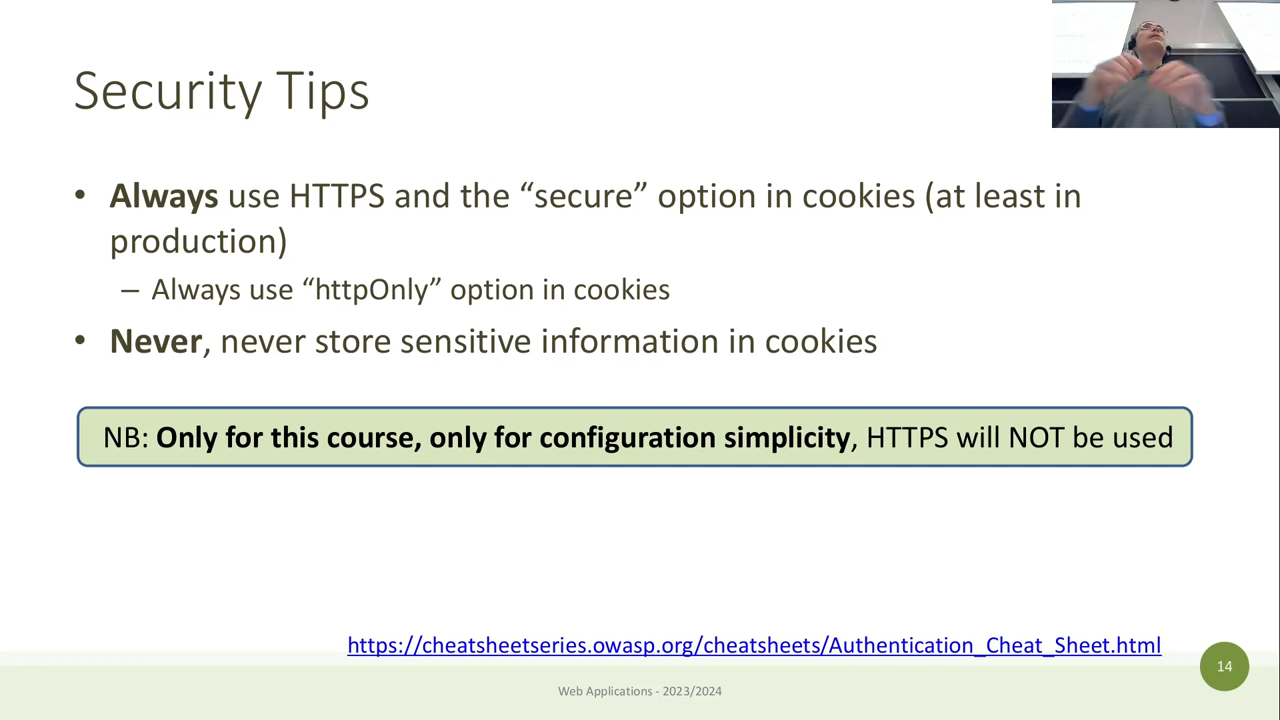 Security Tips
• Always use HTTPS and the “secure” option in cookies (at least in
production)
– Always use “httpOnly” option in cookies
• Never, never store sensitive information in cookies
NB: Only for this course, only for configuration simplicity, HTTPS will NOT be used
https://cheatsheetseries.owasp.org/cheatsheets/Authentication_Cheat_Sheet.html
14
Web Applications - 2023/2024